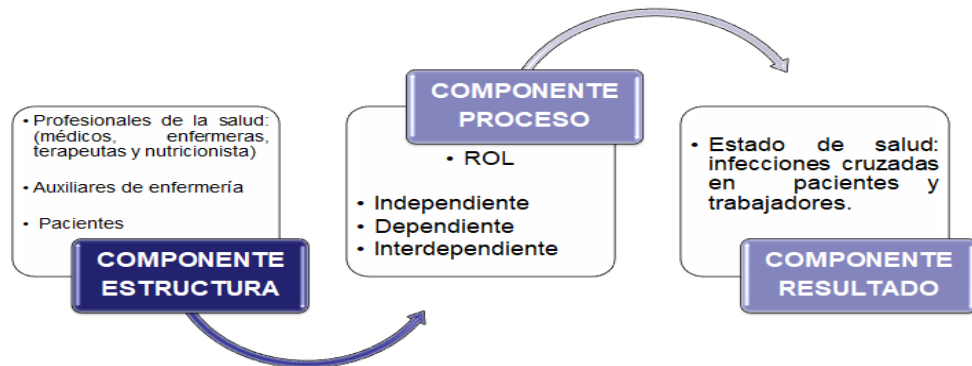 • Profesionales de la salud:
(médicos, enfermeras,
terapeutas y nutricionista)
• Auxiliares de enfermería
• Pacientes
COMPONENTE
ESTRUCTURA
COMPONENTE
PROCESO
• ROL
• Independiente
• Dependiente
• Interdependiente
• Estado de salud:
infecciones cruzadas
en pacientes y
trabajadores.
COMPONENTE
RESULTADO